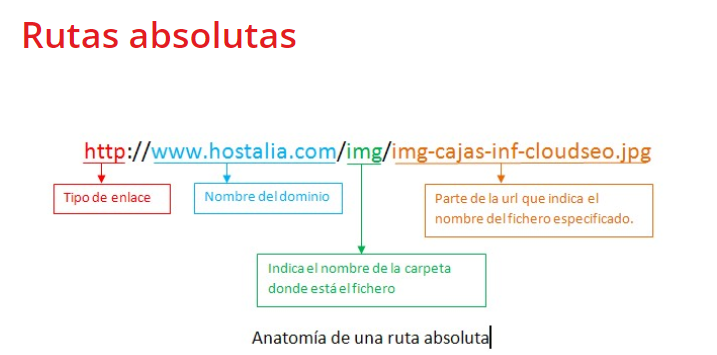 Rutas absolutas
http://www.hostalia.com/img/img-cajas-inf-cloudseo.jpg
Tipo de enlace
Nombre del dominio
Parte de la url que indica el
nombre del fichero especificado.
Indica el nombre de la carpeta
donde está el fichero
Anatomía de una ruta absoluta